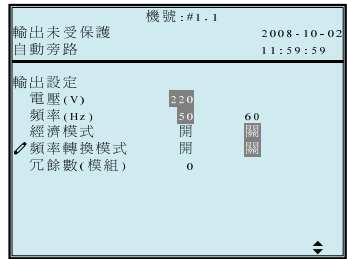 機號:#1.1
輸出未受保護 2008-10-02
自動旁路 11:59:59
輸出設定
電壓(V) 220
頻率(Hz) 50 60
經濟模式 開 關
頻率轉換模式 開 關
冗餘數(模組) 0